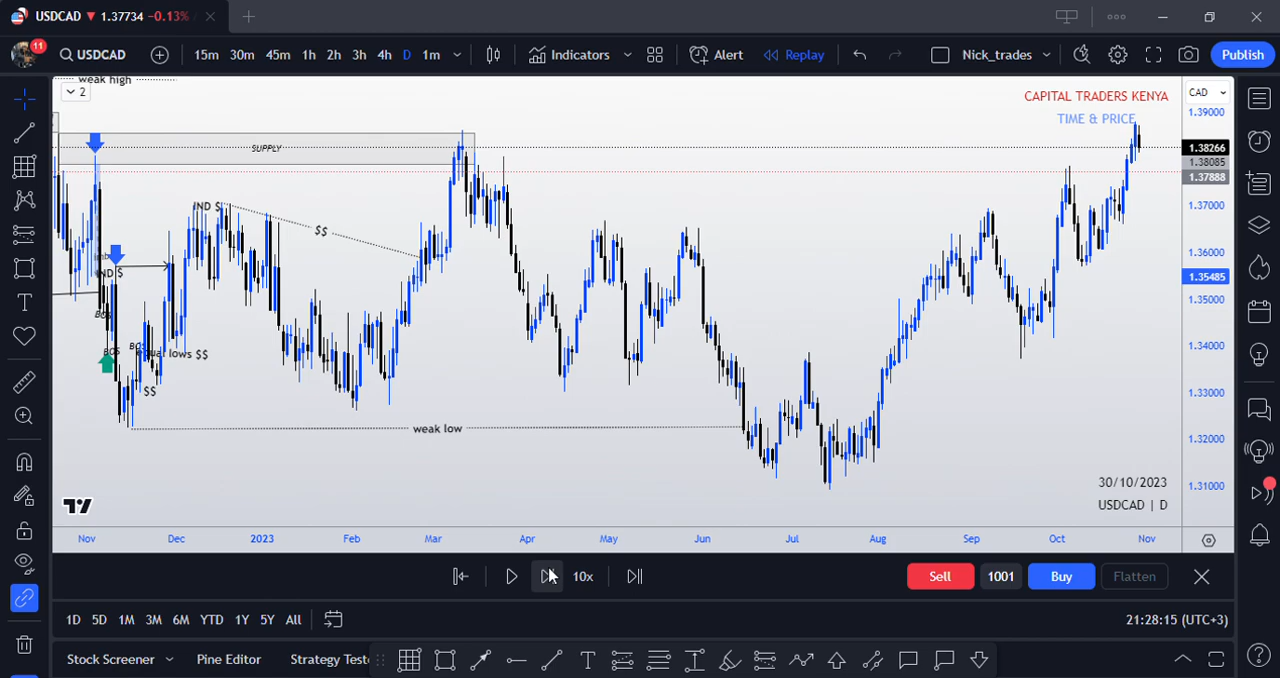 USDCAD 1.37734 −0.13%
11 USDCAD 15m 30m 45m 1h 2h 3h 4h D 1m Indicators Alert Replay Nick_trades Publish
weak high
2
CAPITAL TRADERS KENYA
TIME & PRICE
CAD
1.39000
1.38266
1.38085
1.37888
1.37000
1.36000
1.35485
1.35000
1.34000
1.33000
1.32000
1.31000
SUPPLY
IND $
$$
IND $
BOS
BOS
$$
weak low
30/10/2023
USDCAD | D
Nov Dec 2023 Feb Mar Apr May Jun Jul Aug Sep Oct Nov
10x Sell 1001 Buy Flatten
1D 5D 1M 3M 6M YTD 1Y 5Y All 21:28:15 (UTC+3)
Stock Screener Pine Editor Strategy Teste